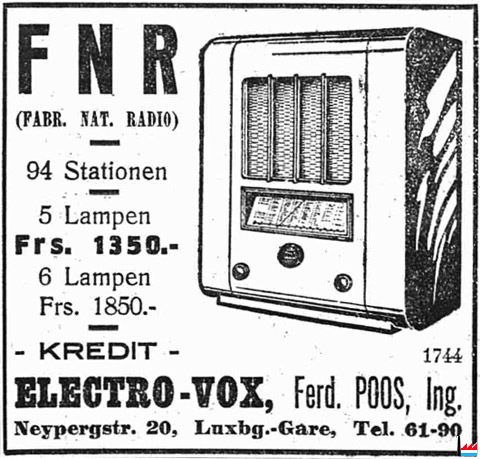 FNR
(FABR. NAT. RADIO)
94 Stationen
5 Lampen
Frs. 1350.-
6 Lampen
Frs. 1850.-
- KREDIT -
1744
ELECTRO-VOX, Ferd. POOS, Ing.
Neypergstr. 20, Luxbg.-Gare, Tel. 61-90